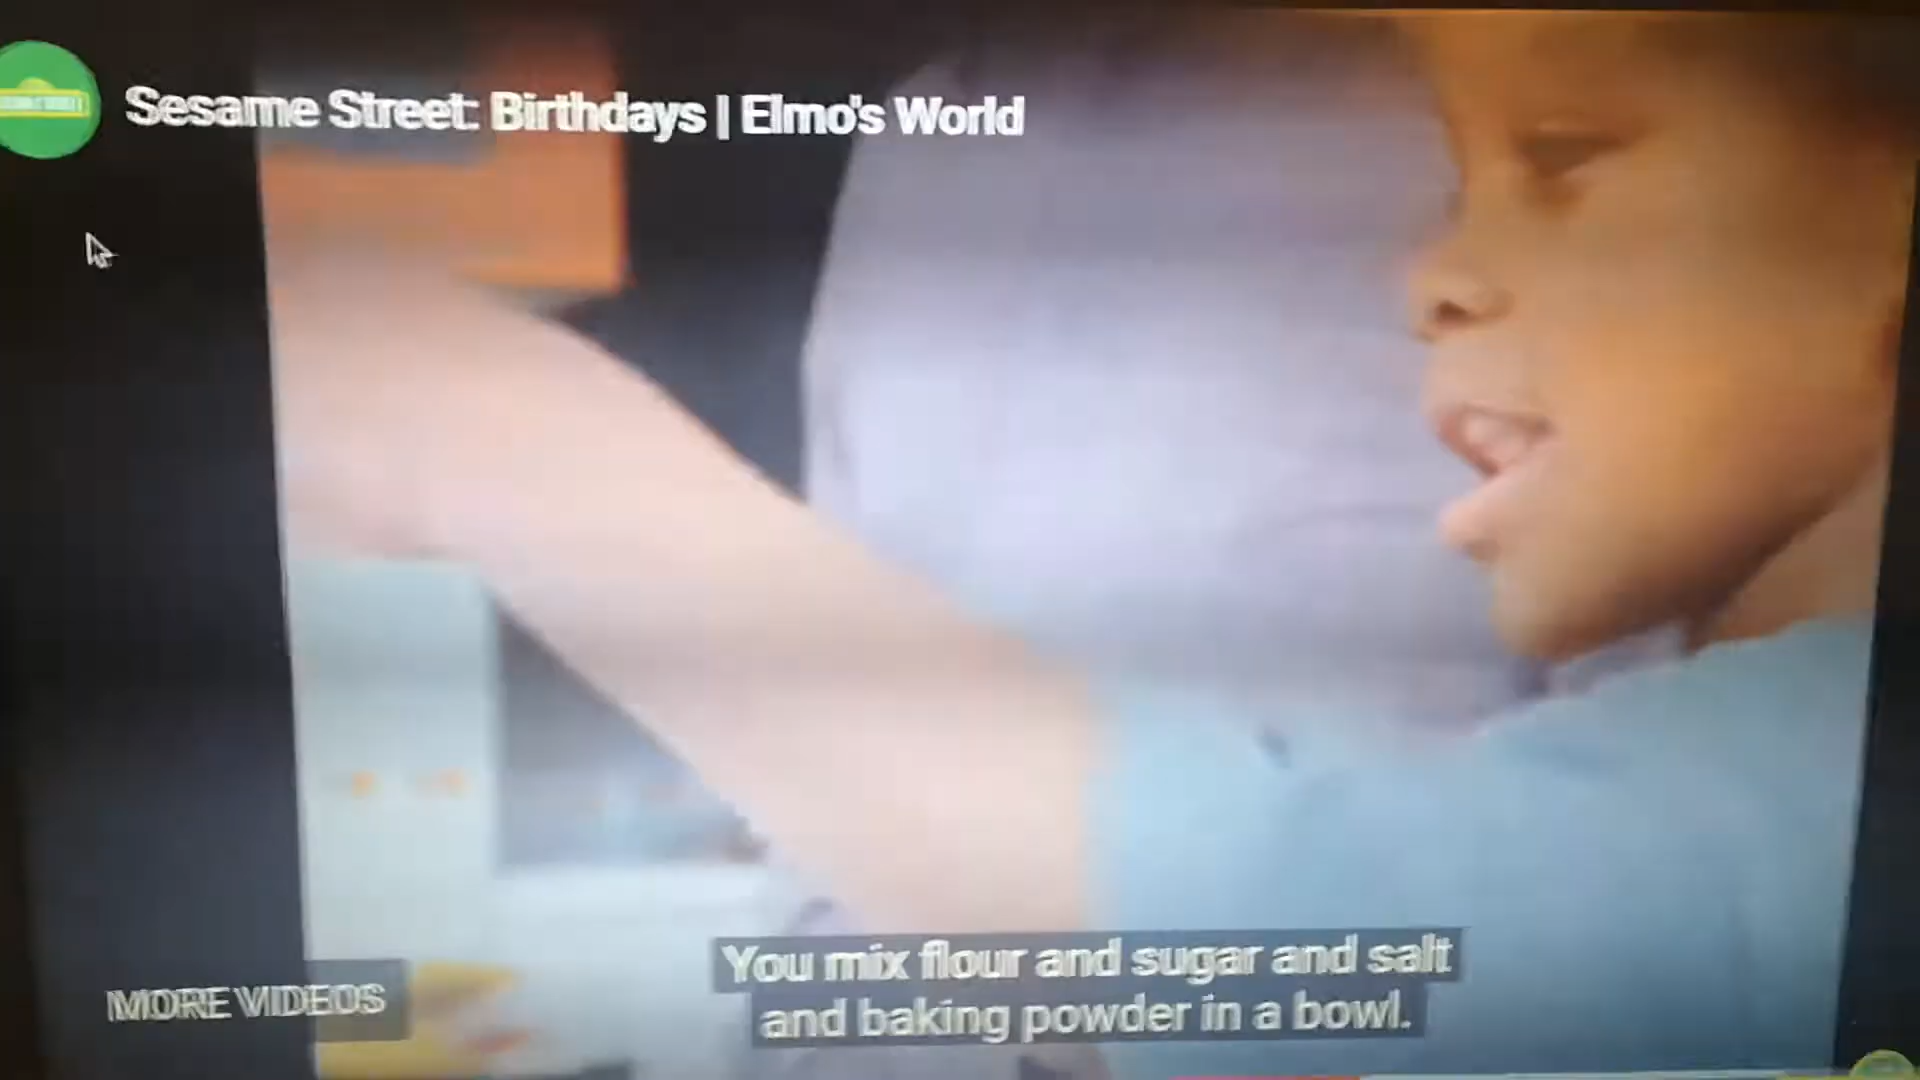 Sesame Street: Birthdays | Elmo's World
You mix flour and sugar and salt
and baking powder in a bowl.
MORE VIDEOS